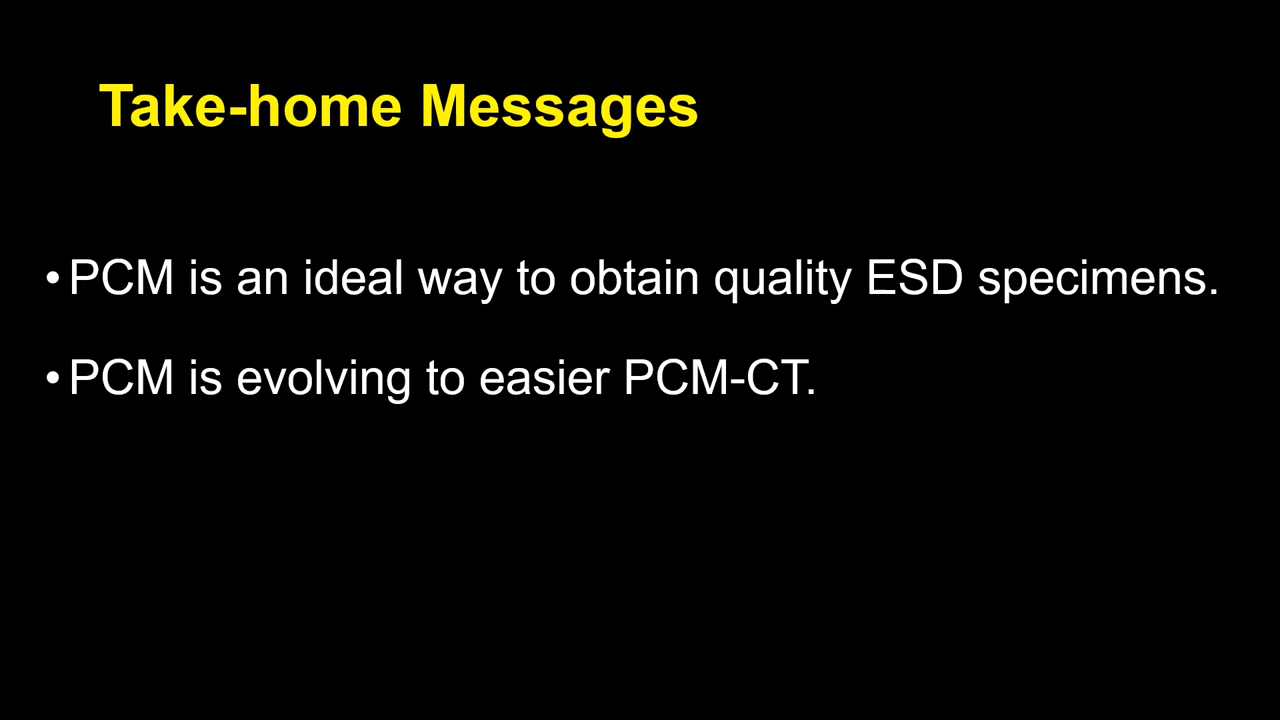 Take-home Messages
•PCM is an ideal way to obtain quality ESD specimens.
•PCM is evolving to easier PCM-CT.